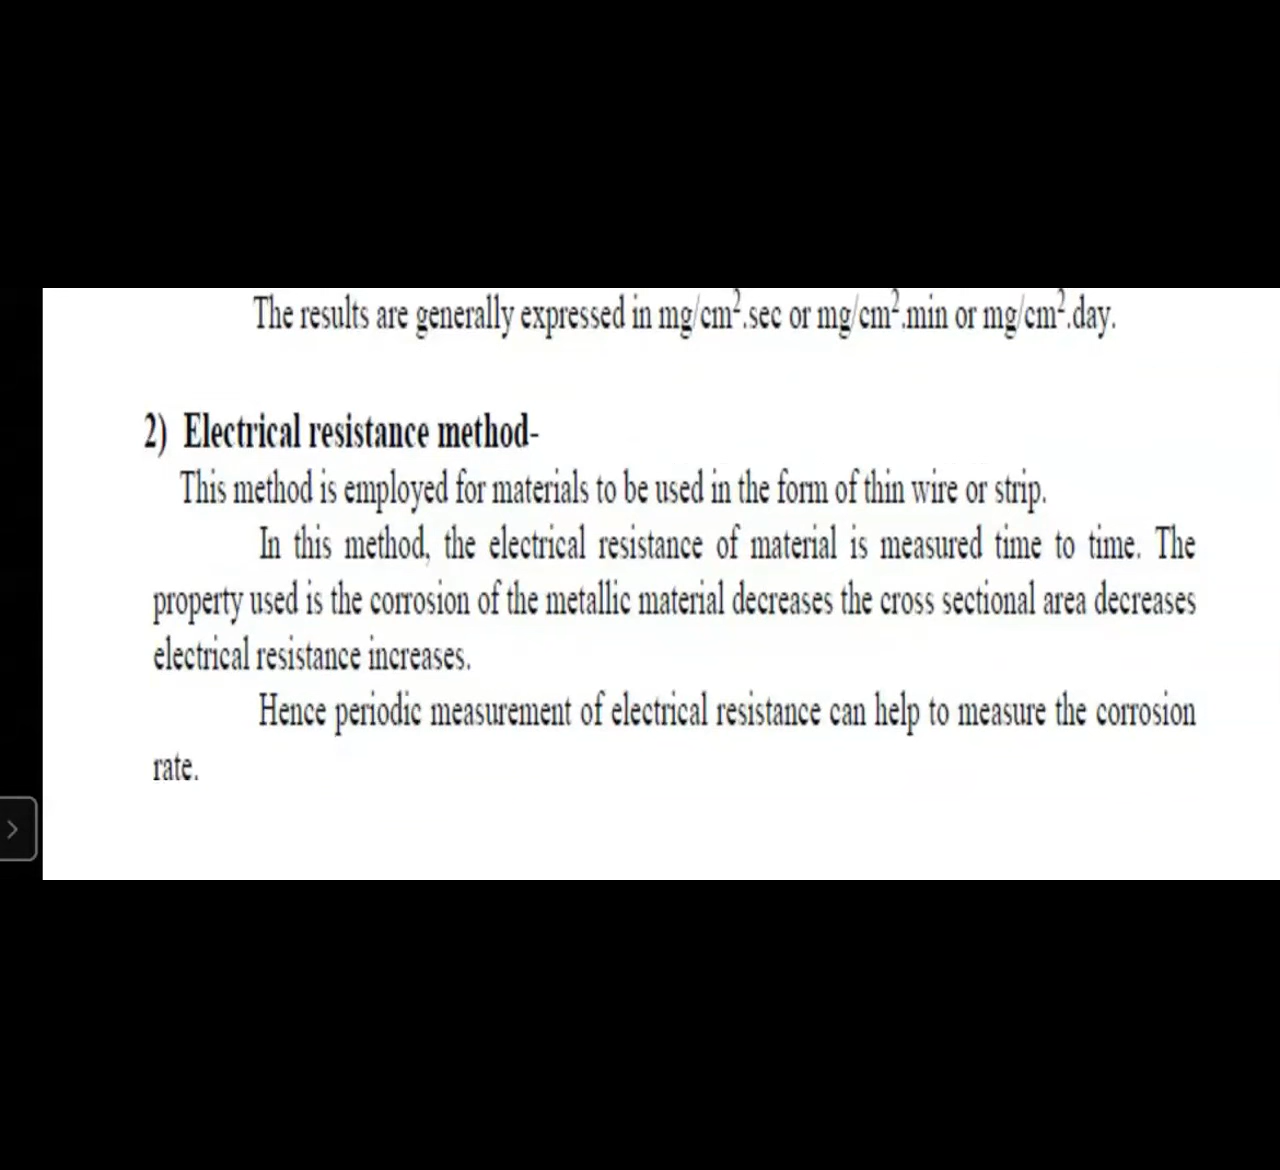 The results are generally expressed in mg/cm².sec or mg/cm².min or mg/cm².day.
2) Electrical resistance method-
This method is employed for materials to be used in the form of thin wire or strip.
In this method, the electrical resistance of material is measured time to time. The
property used is the corrosion of the metallic material decreases the cross sectional area decreases
electrical resistance increases.
Hence periodic measurement of electrical resistance can help to measure the corrosion
rate.